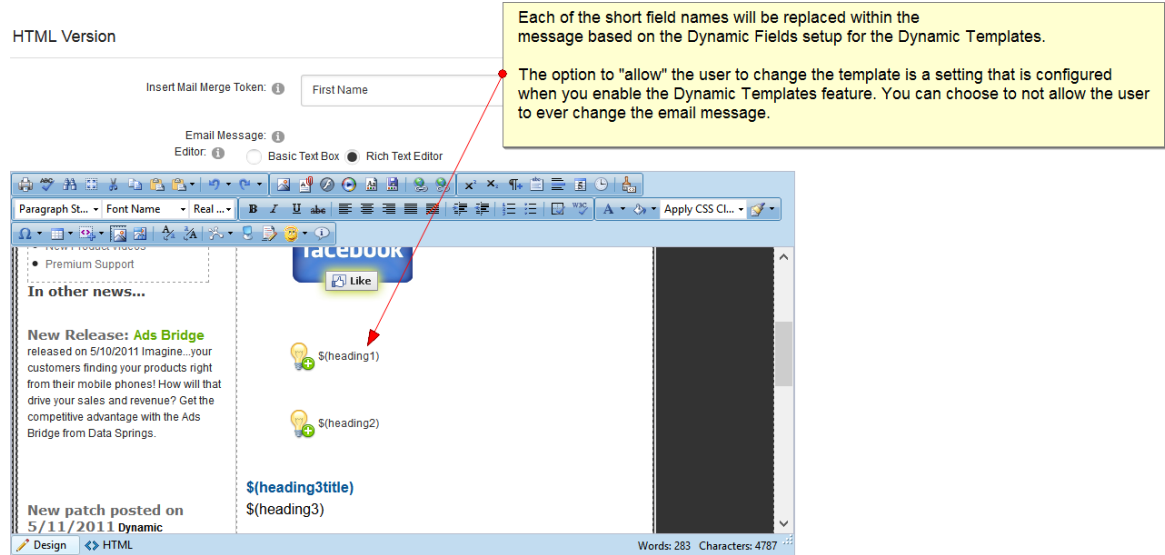 Each of the short field names will be replaced within the
message based on the Dynamic Fields setup for the Dynamic Templates.
The option to "allow" the user to change the template is a setting that is configured
when you enable the Dynamic Templates feature. You can choose to not allow the user
to ever change the email message.
HTML Version
Insert Mail Merge Token:
First Name
Email Message:
Editor:
Basic Text Box
Rich Text Editor
Paragraph St...
Font Name
Real ...
B I U abc
A
Apply CSS Cl...
New Product Videos
Premium Support
In other news...
New Release: Ads Bridge
released on 5/10/2011 Imagine...your
customers finding your products right
from their mobile phones! How will that
drive your sales and revenue? Get the
competitive advantage with the Ads
Bridge from Data Springs.
New patch posted on
5/11/2011 Dynamic
facebook
Like
$(heading1)
$(heading2)
$(heading3title)
$(heading3)
Design
HTML
Words: 283 Characters: 4787